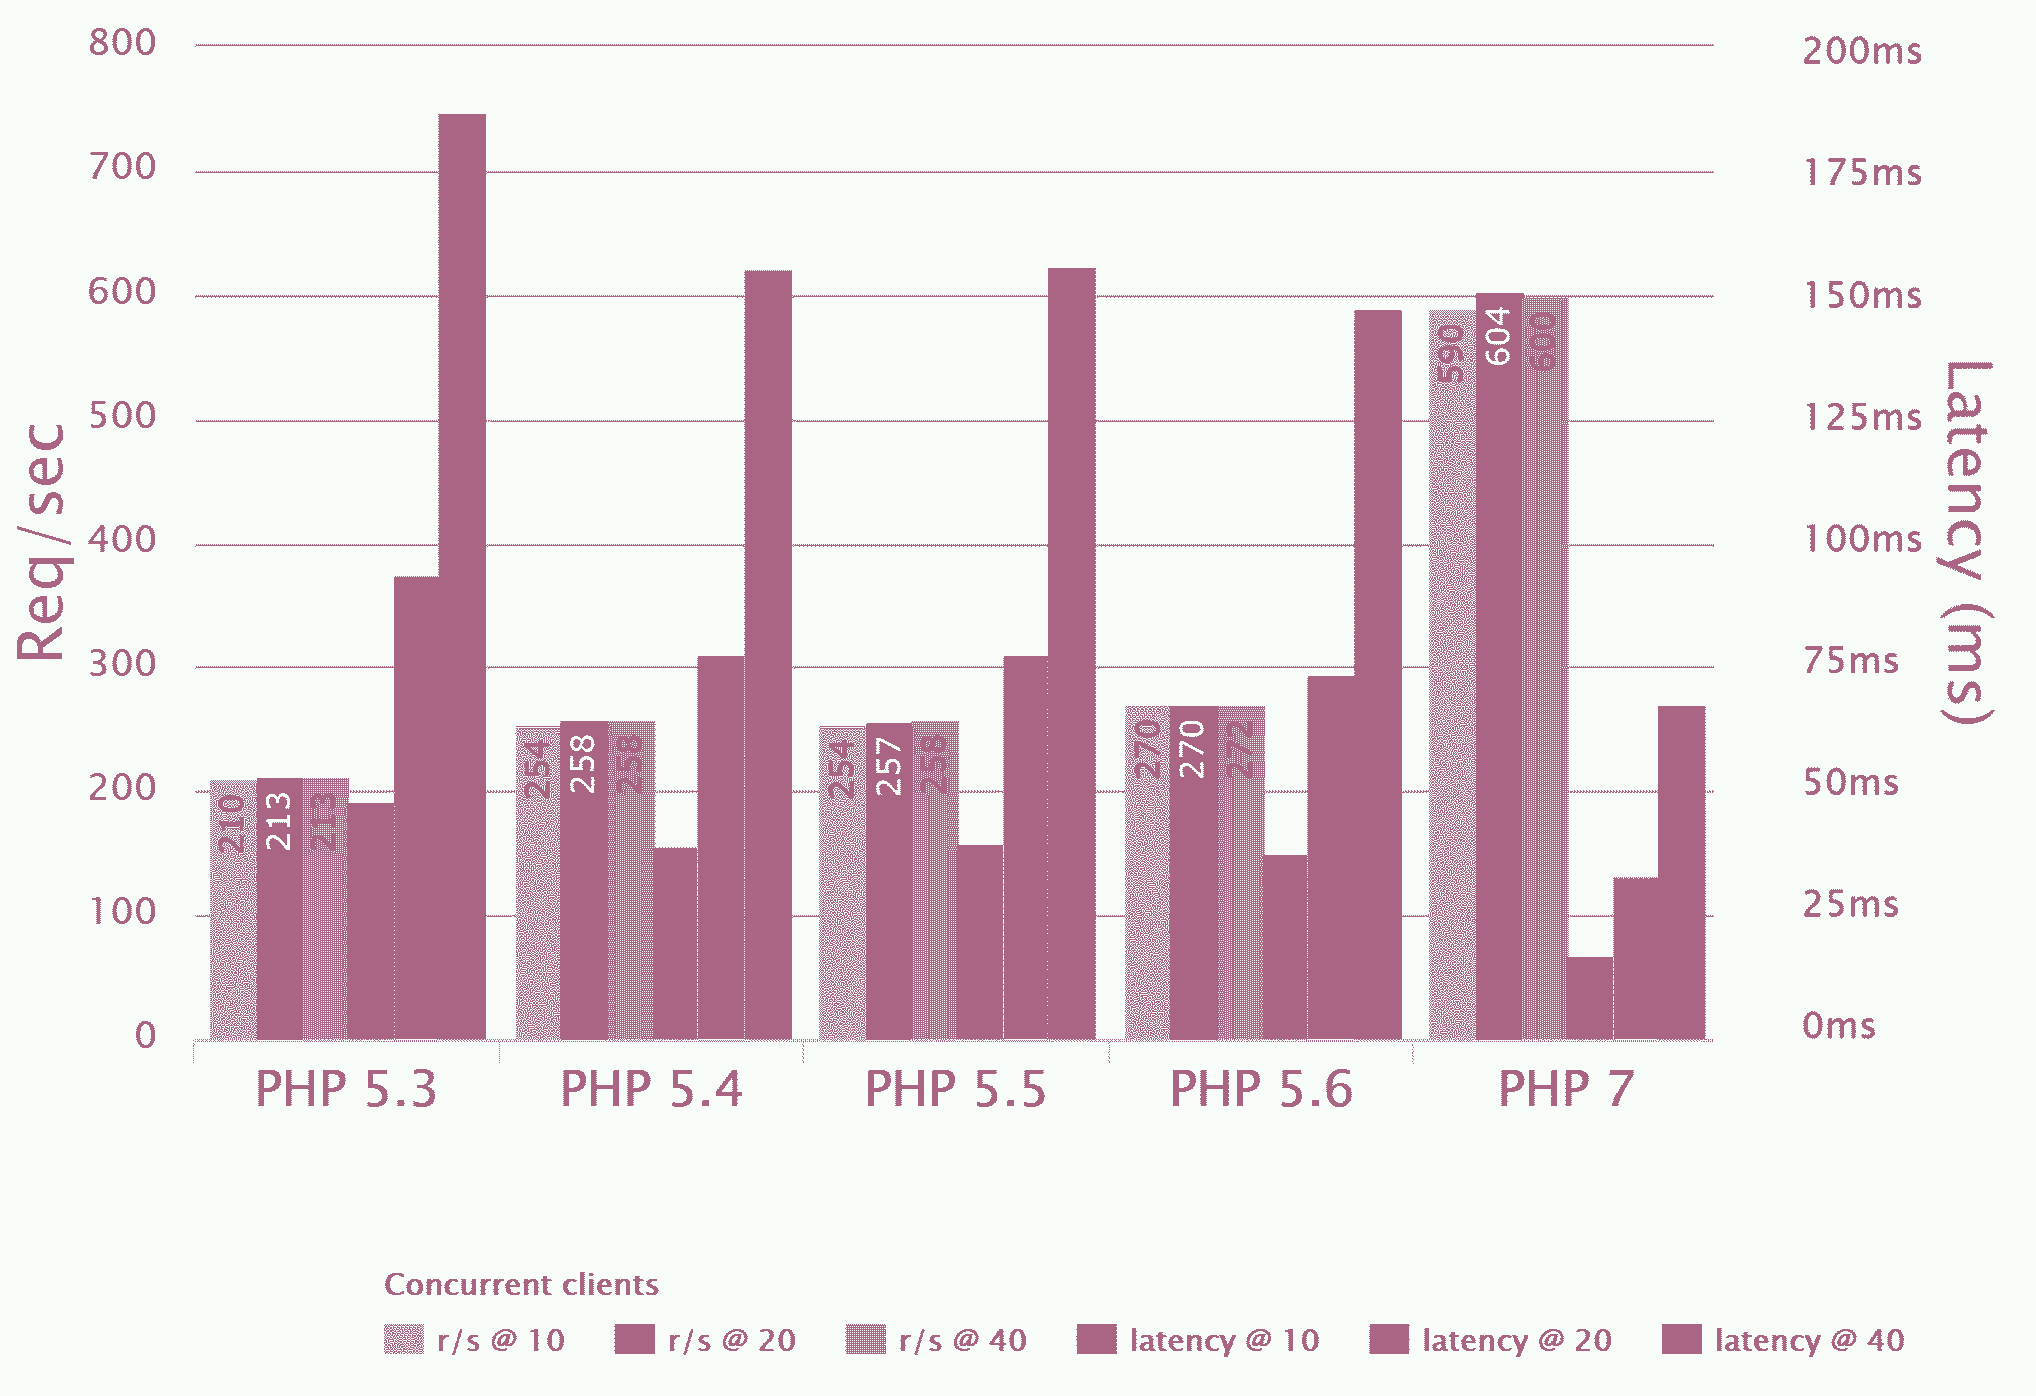 800
700
600
500
400
300
200
100
0
Req/sec
200ms
175ms
150ms
125ms
100ms
75ms
50ms
25ms
0ms
Latency (ms)
210
213
213
254
258
258
254
257
258
270
270
272
590
604
600
PHP 5.3
PHP 5.4
PHP 5.5
PHP 5.6
PHP 7
Concurrent clients
r/s @ 10
r/s @ 20
r/s @ 40
latency @ 10
latency @ 20
latency @ 40